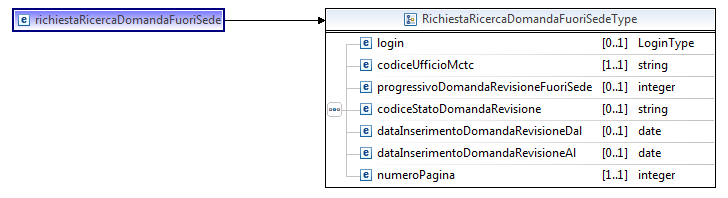 richiestaRicercaDomandaFuoriSede
RichiestaRicercaDomandaFuoriSedeType
login [0..1] LoginType
codiceUfficioMctc [1..1] string
progressivoDomandaRevisioneFuoriSede [0..1] integer
codiceStatoDomandaRevisione [0..1] string
dataInserimentoDomandaRevisioneDal [0..1] date
dataInserimentoDomandaRevisioneAl [0..1] date
numeroPagina [1..1] integer